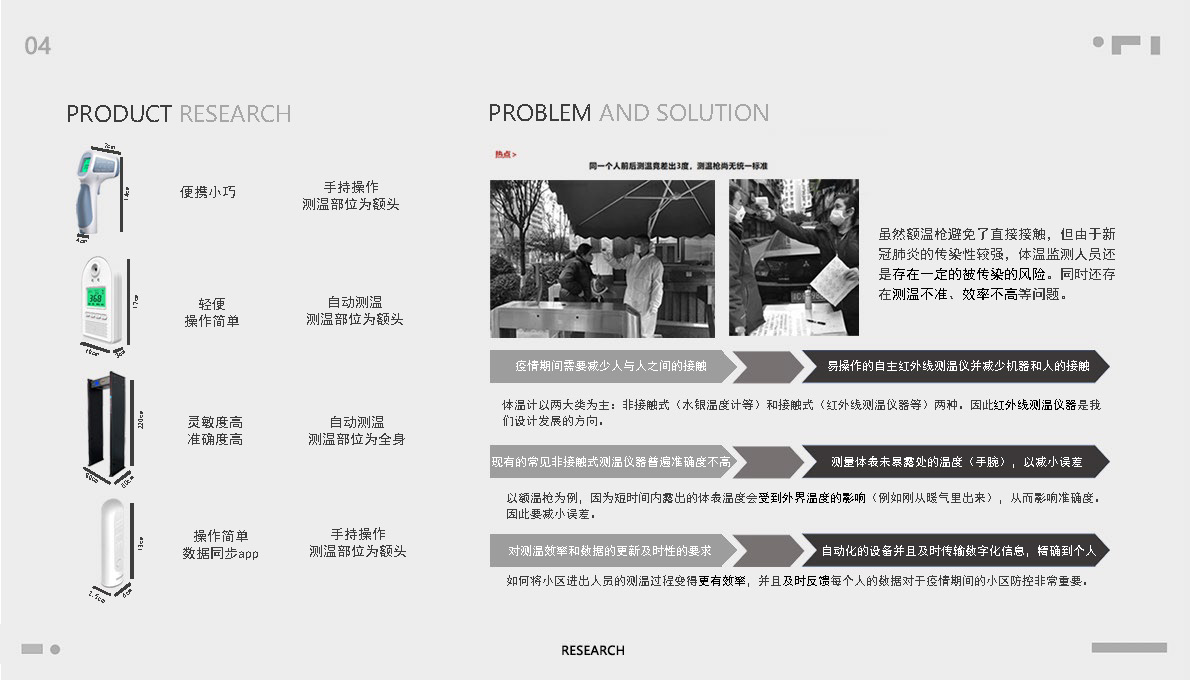 04
PRODUCT RESEARCH
便携小巧
手持操作
测温部位为额头
轻便
操作简单
自动测温
测温部位为额头
灵敏度高
准确度高
自动测温
测温部位为全身
操作简单
数据同步app
手持操作
测温部位为额头
PROBLEM AND SOLUTION
热点>
同一个人前后测温竟差出3度，测温枪尚无统一标准
虽然额温枪避免了直接接触，但由于新
冠肺炎的传染性较强，体温监测人员还
是存在一定的被传染的风险。同时还存
在测温不准、效率不高等问题。
疫情期间需要减少人与人之间的接触
易操作的自主红外线测温仪并减少机器和人的接触
体温计以两大类为主：非接触式（水银温度计等）和接触式（红外线测温仪器等）两种。因此红外线测温仪器是我
们设计发展的方向。
现有的常见非接触式测温仪器普遍准确度不高
测量体表未暴露处的温度（手腕），以减小误差
以额温枪为例，因为短时间内露出的体表温度会受到外界温度的影响（例如刚从暖气里出来），从而影响准确度。
因此要减小误差。
对测温效率和数据的更新及时性的要求
自动化的设备并且及时传输数字化信息，精确到个人
如何将小区进出人员的测温过程变得更有效率，并且及时反馈每个人的数据对于疫情期间的小区防控非常重要。
RESEARCH